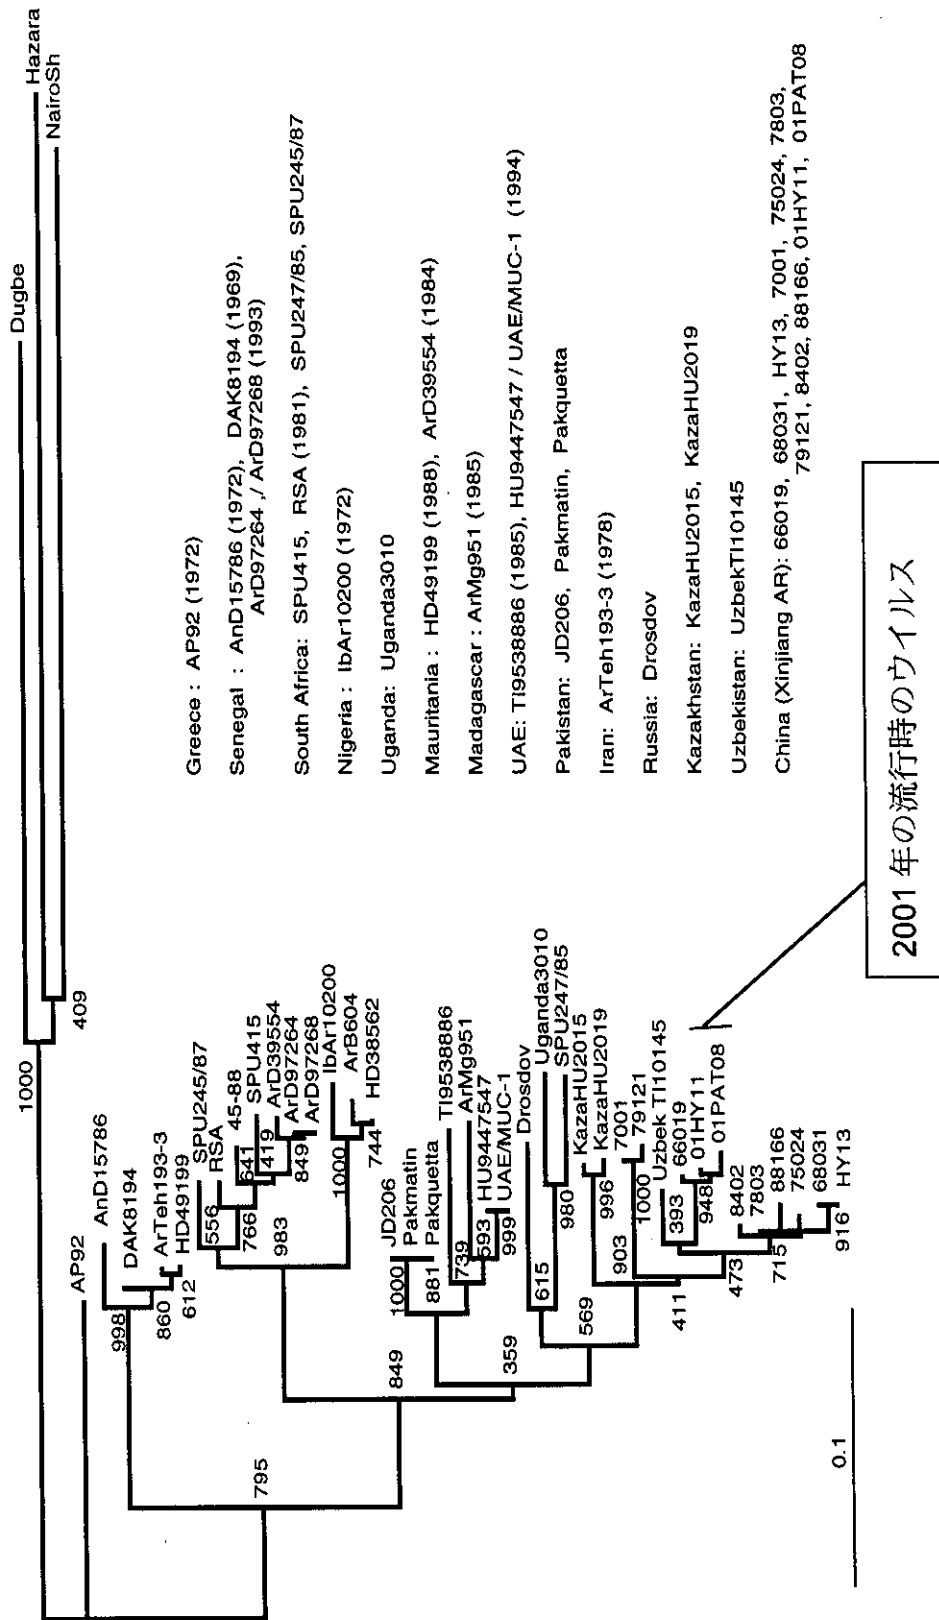 Dugbe
Hazara
NairoSh
1000
409
AP92
AnD15786
DAK8194
ArTeh193-3
HD49199
998
860
612
SPU245/87
RSA
45-88
SPU415
ArD39554
ArD97264
ArD97268
IbAr10200
ArB604
HD38562
556
766
641
419
849
983
1000
744
795
849
JD206
Pakmatin
Pakquetta
TI9538886
ArMg951
HU9447547
UAE/MUC-1
1000
881
739
593
999
359
Drosdov
Uganda3010
SPU247/85
615
980
569
KazaHU2015
KazaHU2019
996
7001
79121
903
1000
Uzbek TI10145
66019
01HY11
01PAT08
393
948
411
473
8402
7803
88166
75024
68031
HY13
715
916
0.1
Greece : AP92 (1972)
Senegal : AnD15786 (1972), DAK8194 (1969),
ArD97264 ,/ ArD97268 (1993)
South Africa: SPU415, RSA (1981), SPU247/85, SPU245/87
Nigeria : IbAr10200 (1972)
Uganda: Uganda3010
Mauritania : HD49199 (1988), ArD39554 (1984)
Madagascar : ArMg951 (1985)
UAE: TI9538886 (1985), HU9447547 / UAE/MUC-1 (1994)
Pakistan: JD206, Pakmatin, Pakquetta
Iran: ArTeh193-3 (1978)
Russia: Drosdov
Kazakhstan: KazaHU2015, KazaHU2019
Uzbekistan: UzbekTI10145
China (Xinjiang AR): 66019, 68031, HY13, 7001, 75024, 7803,
79121, 8402, 88166, 01HY11, 01PAT08
2001 年の流行時のウイルス